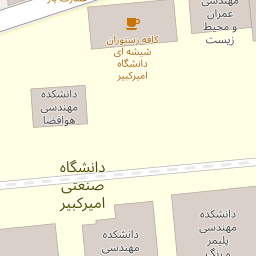 مهندسی
عمران
و محیط
زیست
کافه رستوران
شیشه ای
دانشگاه
امیرکبیر
دانشکده
مهندسی
هوافضا
دانشگاه
صنعتی
امیرکبیر
دانشکده
مهندسی
پلیمر
و رنگ
دانشکده
مهندسی